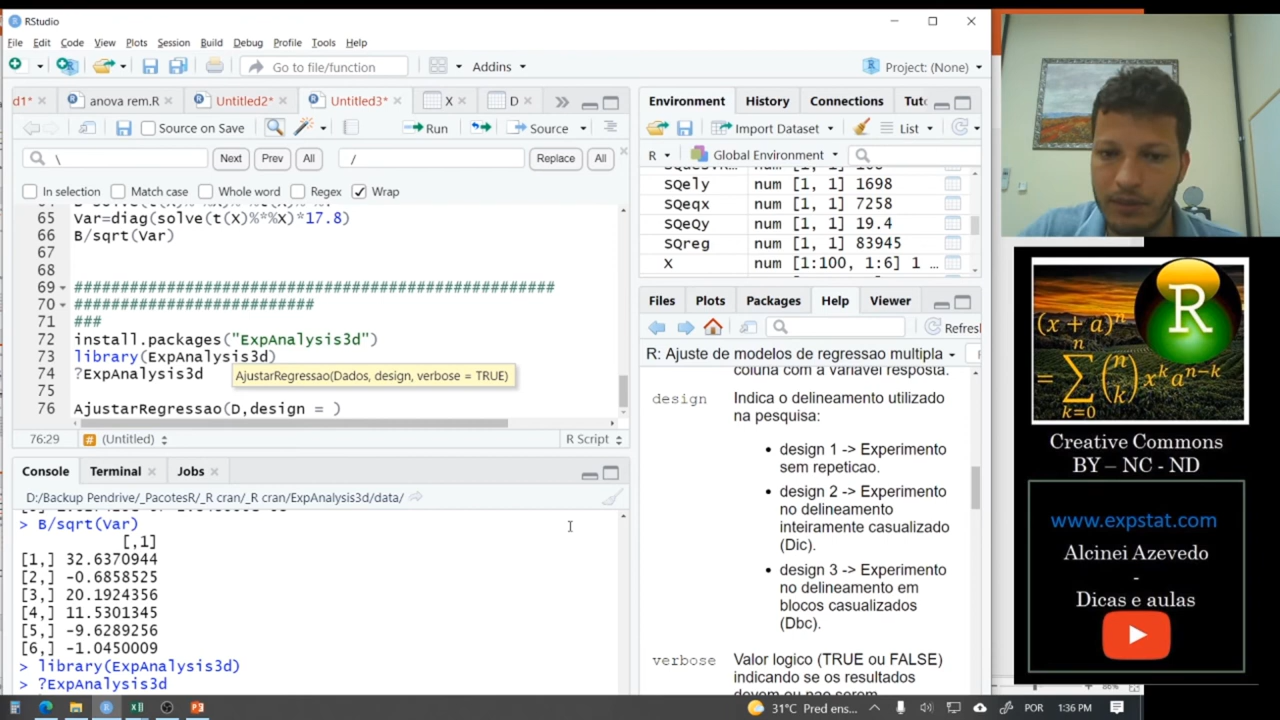 RStudio
File Edit Code View Plots Session Build Debug Profile Tools Help
Go to file/function
Addins
Project: (None)
d1* anova rem.R Untitled2* Untitled3* X D
Source on Save
Run
Source
\
Next
Prev
All
/
Replace
All
In selection
Match case
Whole word
Regex
Wrap
65 Var=diag(solve(t(X)%*%X)*17.8)
66 B/sqrt(Var)
67
68
69 ####################################################
70 ##########################
71 ###
72 install.packages("ExpAnalysis3d")
73 library(ExpAnalysis3d)
74 ?ExpAnalysis3d
AjustarRegressao(Dados, design, verbose = TRUE)
75
76 AjustarRegressao(D,design = )
76:29 (Untitled) R Script
Console Terminal Jobs
D:/Backup Pendrive/_PacotesR/_R cran/_R cran/ExpAnalysis3d/data/
> B/sqrt(Var)
[,1]
[1,] 32.6370944
[2,] -0.6858525
[3,] 20.1924356
[4,] 11.5301345
[5,] -9.6289256
[6,] -1.0450009
> library(ExpAnalysis3d)
> ?ExpAnalysis3d
Environment History Connections Tut
Import Dataset
List
R Global Environment
SQely num [1, 1] 1698
SQeqx num [1, 1] 7258
SQeQy num [1, 1] 19.4
SQreg num [1, 1] 83945
X num [1:100, 1:6] 1 …
Files Plots Packages Help Viewer
Refres
R: Ajuste de modelos de regressao multipla
coluna com a variavel resposta.
design Indica o delineamento utilizado
na pesquisa:
• design 1 -> Experimento
sem repeticao.
• design 2 -> Experimento
no delineamento
inteiramente casualizado
(Dic).
• design 3 -> Experimento
no delineamento em
blocos casualizados
(Dbc).
verbose Valor logico (TRUE ou FALSE)
indicando se os resultados
devem ou nao serem
R
(x + a)^n
= ∑ n k=0 (n k) x^k a^{n−k}
Creative Commons
BY – NC - ND
www.expstat.com
Alcinei Azevedo
-
Dicas e aulas
86%
31°C Pred ens...
POR
1:36 PM